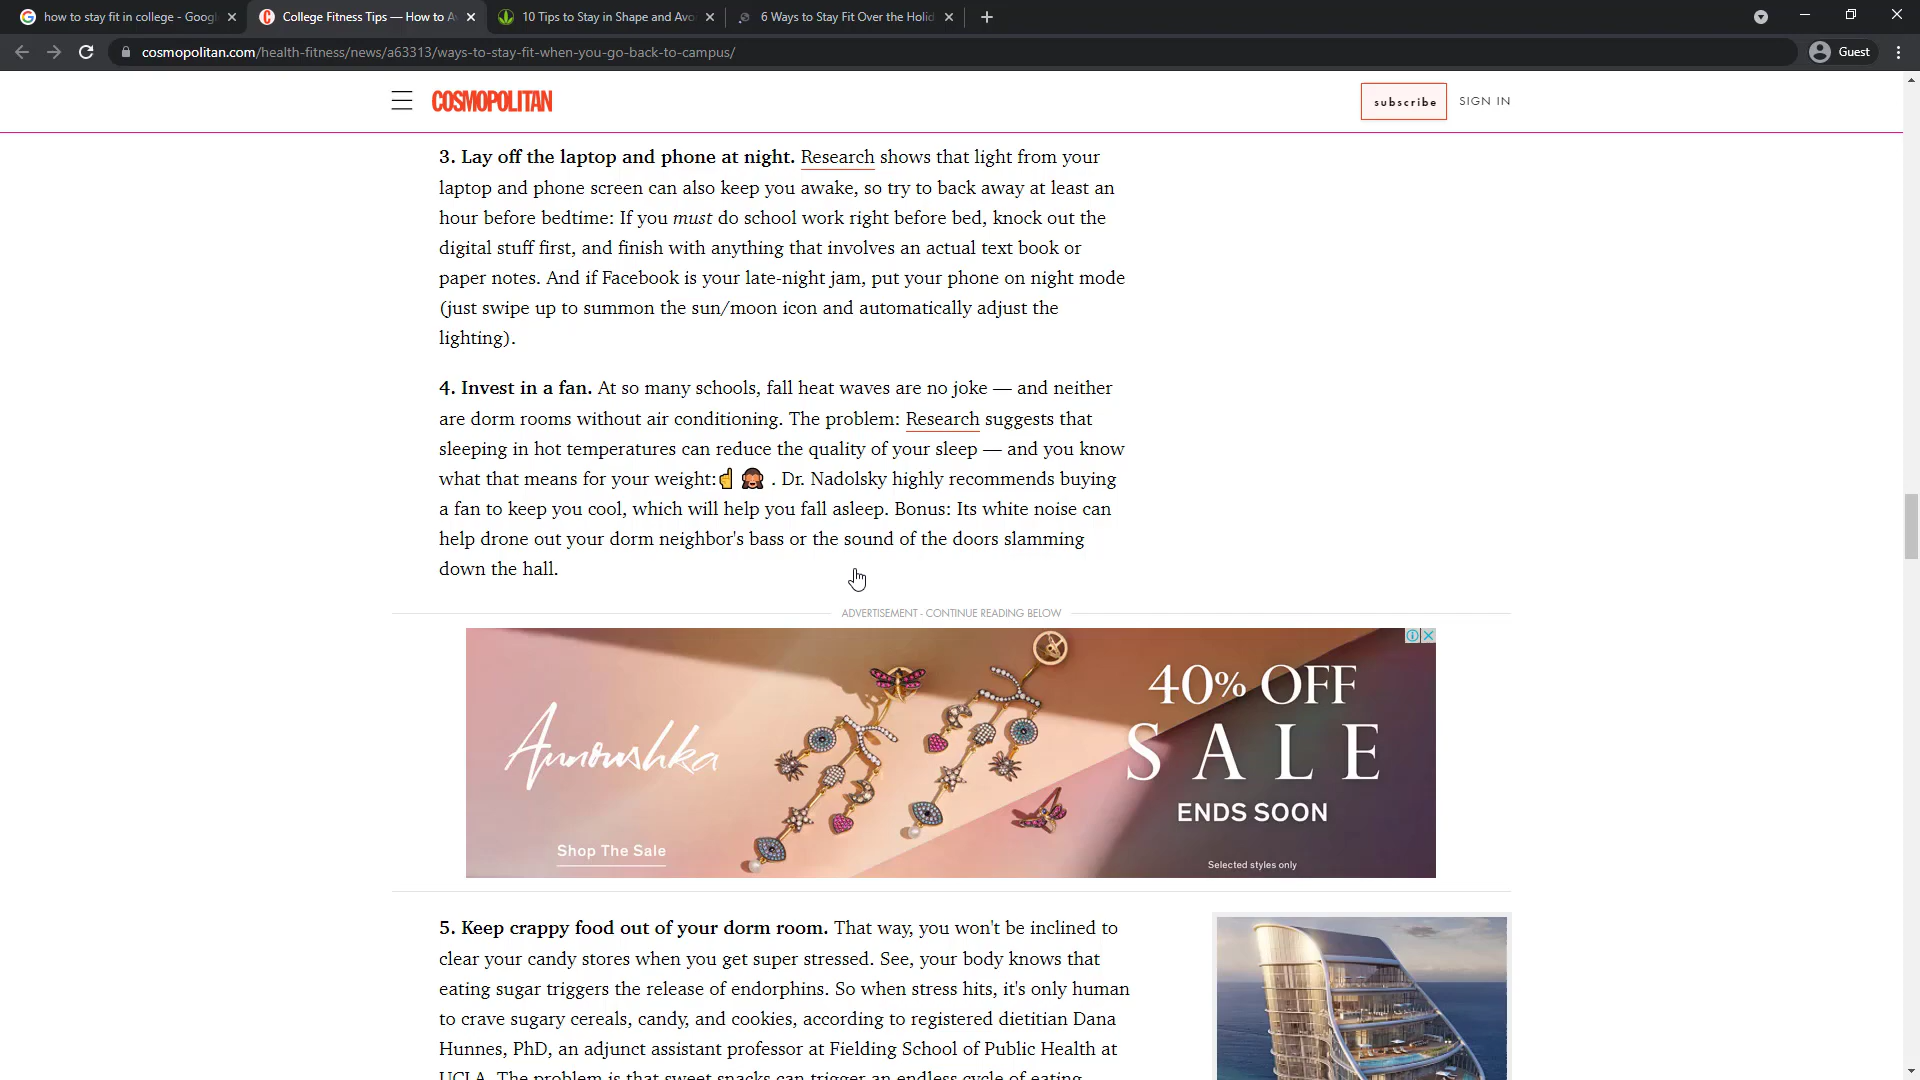 how to stay fit in college - Googl
College Fitness Tips — How to A
10 Tips to Stay in Shape and Avo
6 Ways to Stay Fit Over the Holid
cosmopolitan.com/health-fitness/news/a63313/ways-to-stay-fit-when-you-go-back-to-campus/
Guest
COSMOPOLITAN
subscribe
SIGN IN
3. Lay off the laptop and phone at night. Research shows that light from your
laptop and phone screen can also keep you awake, so try to back away at least an
hour before bedtime: If you must do school work right before bed, knock out the
digital stuff first, and finish with anything that involves an actual text book or
paper notes. And if Facebook is your late-night jam, put your phone on night mode
(just swipe up to summon the sun/moon icon and automatically adjust the
lighting).
4. Invest in a fan. At so many schools, fall heat waves are no joke — and neither
are dorm rooms without air conditioning. The problem: Research suggests that
sleeping in hot temperatures can reduce the quality of your sleep — and you know
what that means for your weight:☝️🙈. Dr. Nadolsky highly recommends buying
a fan to keep you cool, which will help you fall asleep. Bonus: Its white noise can
help drone out your dorm neighbor's bass or the sound of the doors slamming
down the hall.
ADVERTISEMENT - CONTINUE READING BELOW
Annoushka
Shop The Sale
40% OFF
SALE
ENDS SOON
Selected styles only
5. Keep crappy food out of your dorm room. That way, you won't be inclined to
clear your candy stores when you get super stressed. See, your body knows that
eating sugar triggers the release of endorphins. So when stress hits, it's only human
to crave sugary cereals, candy, and cookies, according to registered dietitian Dana
Hunnes, PhD, an adjunct assistant professor at Fielding School of Public Health at
UCLA. The problem is that sweet snacks can trigger an endless cycle of eating